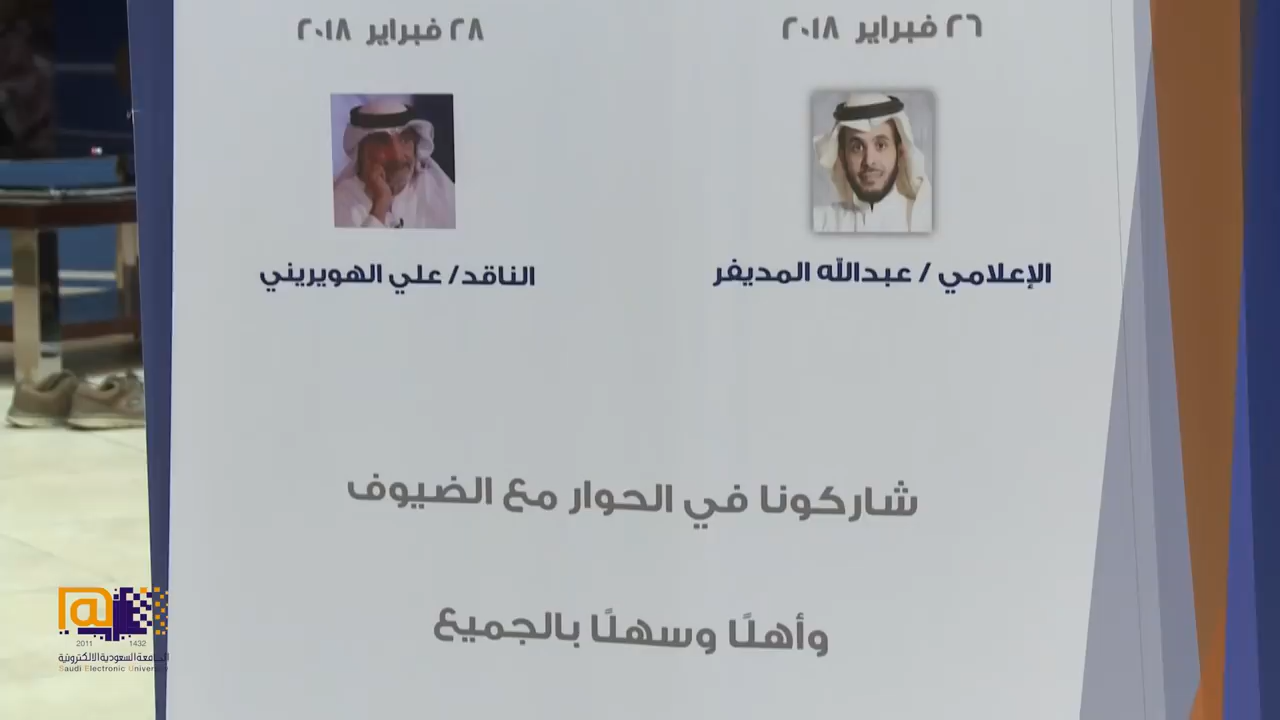 ٢٦ فبراير ٢٠١٨
٢٨ فبراير ٢٠١٨
الإعلامي / عبدالله المديفر
الناقد/ علي الهويريني
شاركونا في الحوار مع الضيوف
وأهلًا وسهلًا بالجميع
2011 1432
الجامعة السعودية الالكترونية
Saudi Electronic University